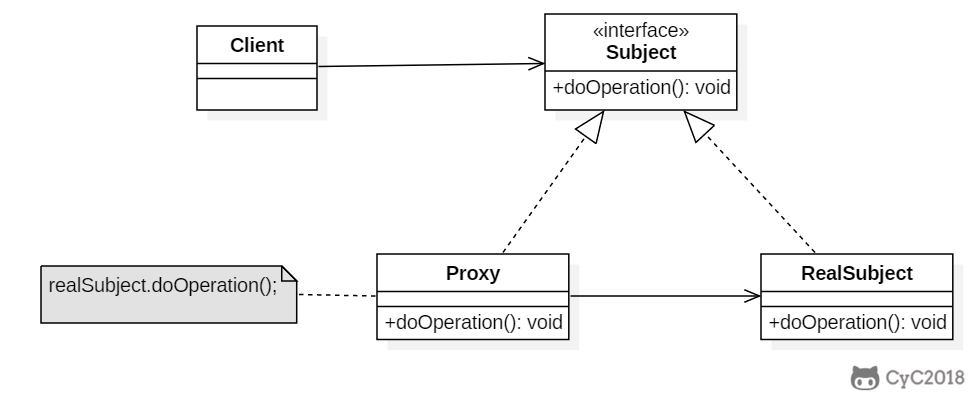 Client
«interface»
Subject
+doOperation(): void
realSubject.doOperation();
Proxy
+doOperation(): void
RealSubject
+doOperation(): void
CyC2018